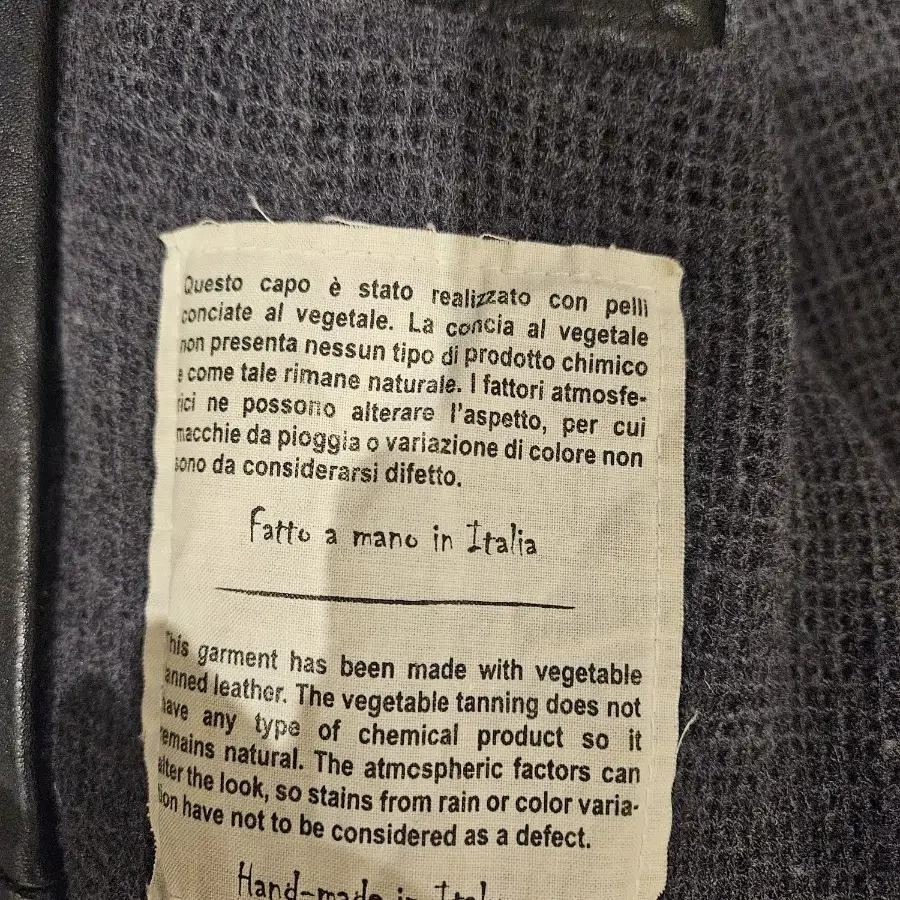 Questo capo è stato realizzato con pelli
conciate al vegetale. La concia al vegetale
non presenta nessun tipo di prodotto chimico
e come tale rimane naturale. I fattori atmosfe-
rici ne possono alterare l'aspetto, per cui
macchie da pioggia o variazione di colore non
sono da considerarsi difetto.
Fatto a mano in Italia
This garment has been made with vegetable
tanned leather. The vegetable tanning does not
have any type of chemical product so it
remains natural. The atmospheric factors can
alter the look, so stains from rain or color varia-
tion have not to be considered as a defect.
Hand-made in Italy